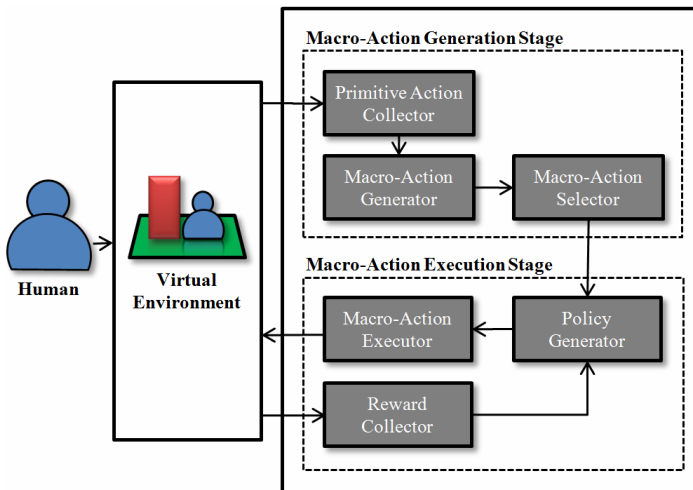 Macro-Action Generation Stage
Primitive Action
Collector
Macro-Action
Generator
Macro-Action
Selector
Human
Virtual
Environment
Macro-Action Execution Stage
Macro-Action
Executor
Policy
Generator
Reward
Collector